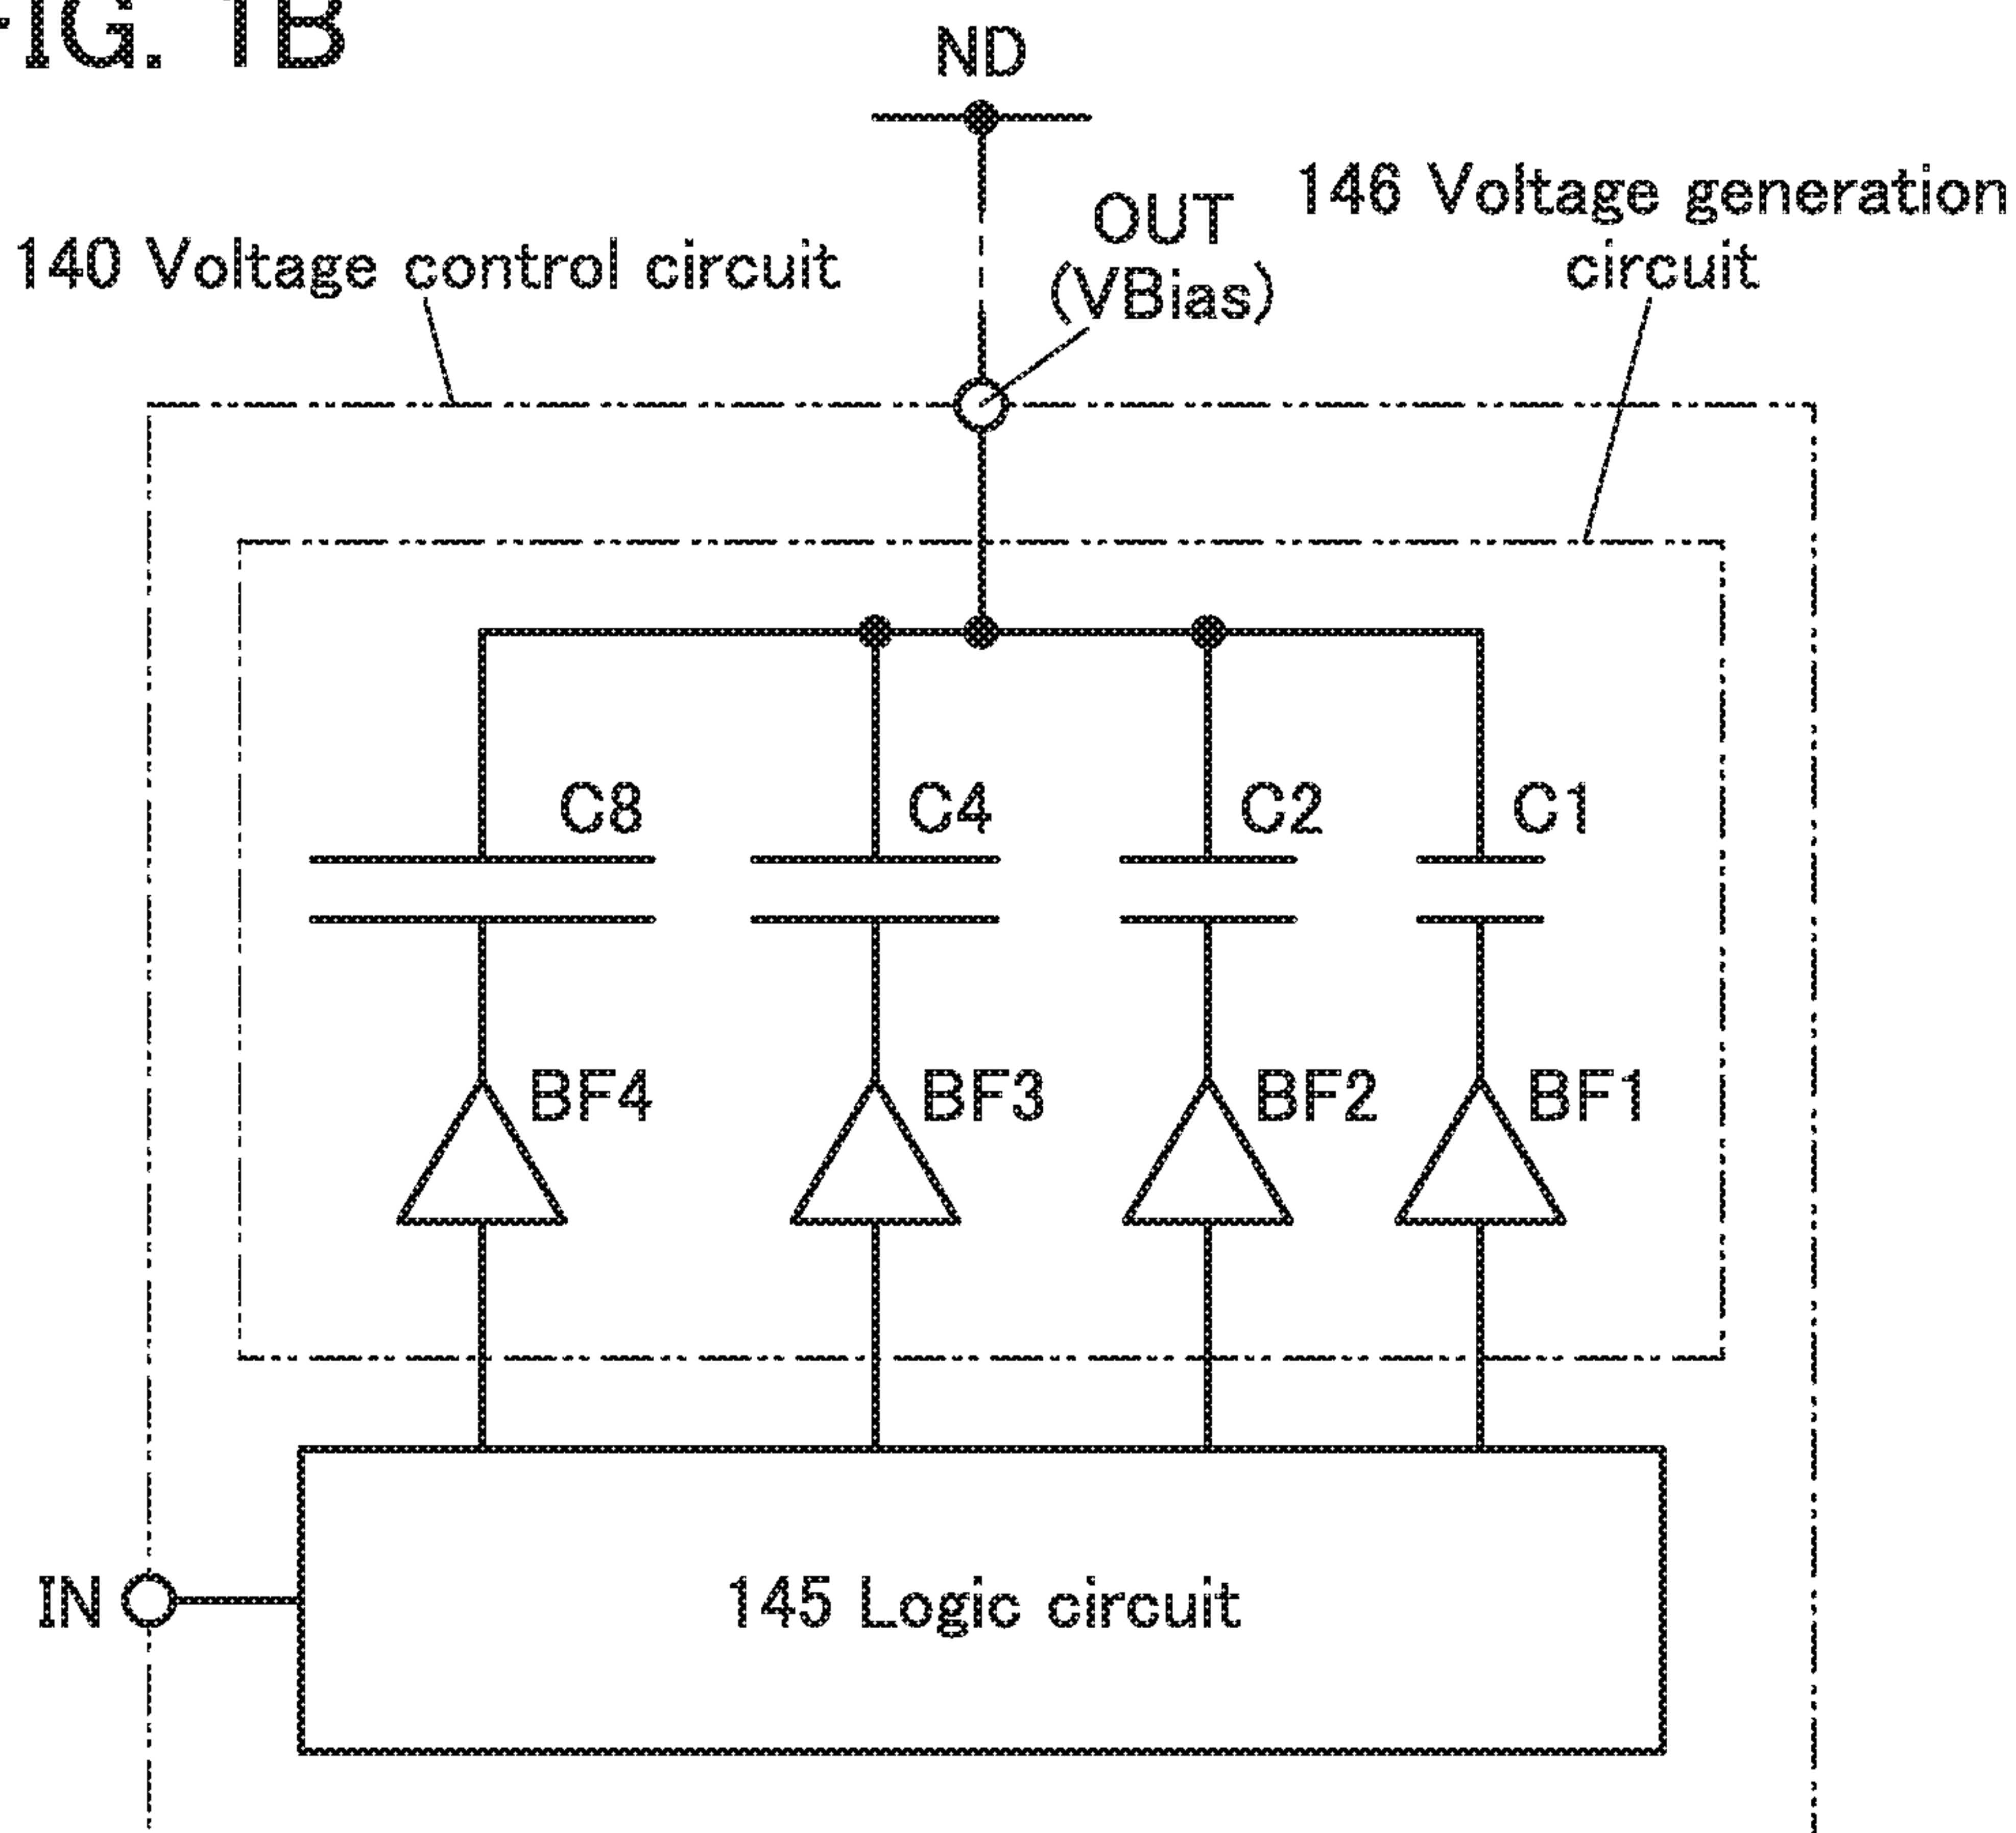 FIG. 1B
ND
OUT
(VBias)
146 Voltage generation
circuit
140 Voltage control circuit
C8
C4
C2
C1
BF4
BF3
BF2
BF1
IN
145 Logic circuit